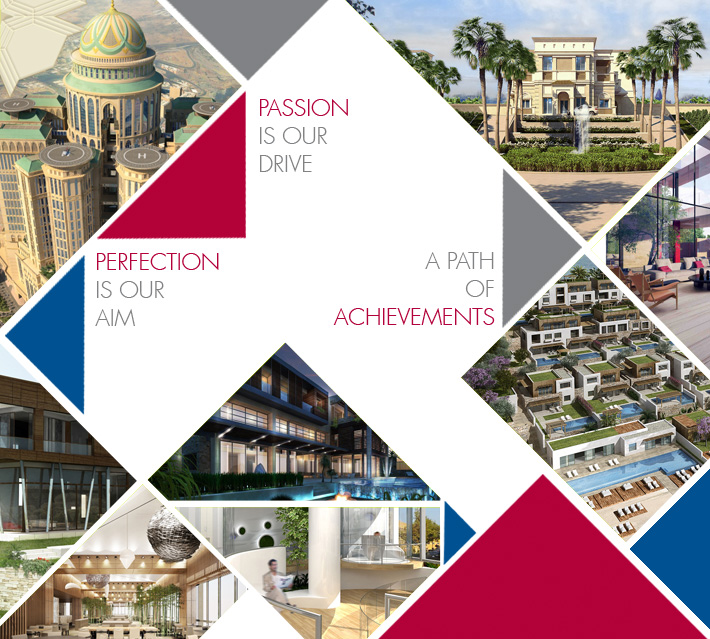 PASSION
IS OUR
DRIVE
PERFECTION
IS OUR
AIM
A PATH
OF
ACHIEVEMENTS